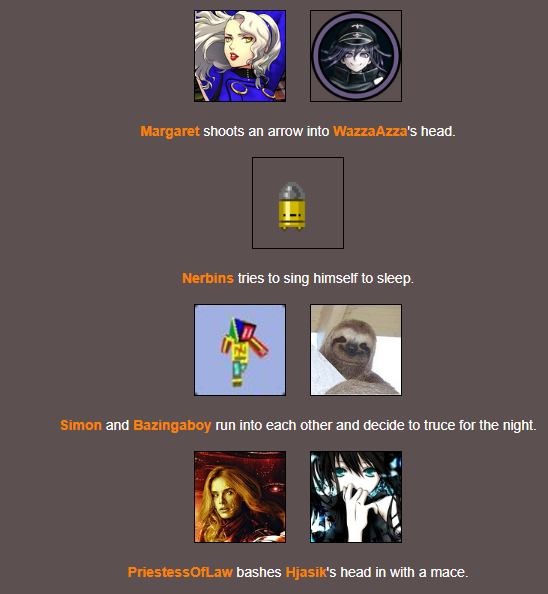 Margaret shoots an arrow into WazzaAzza's head.
Nerbins tries to sing himself to sleep.
Simon and Bazingaboy run into each other and decide to truce for the night.
PriestessOfLaw bashes Hjasik's head in with a mace.